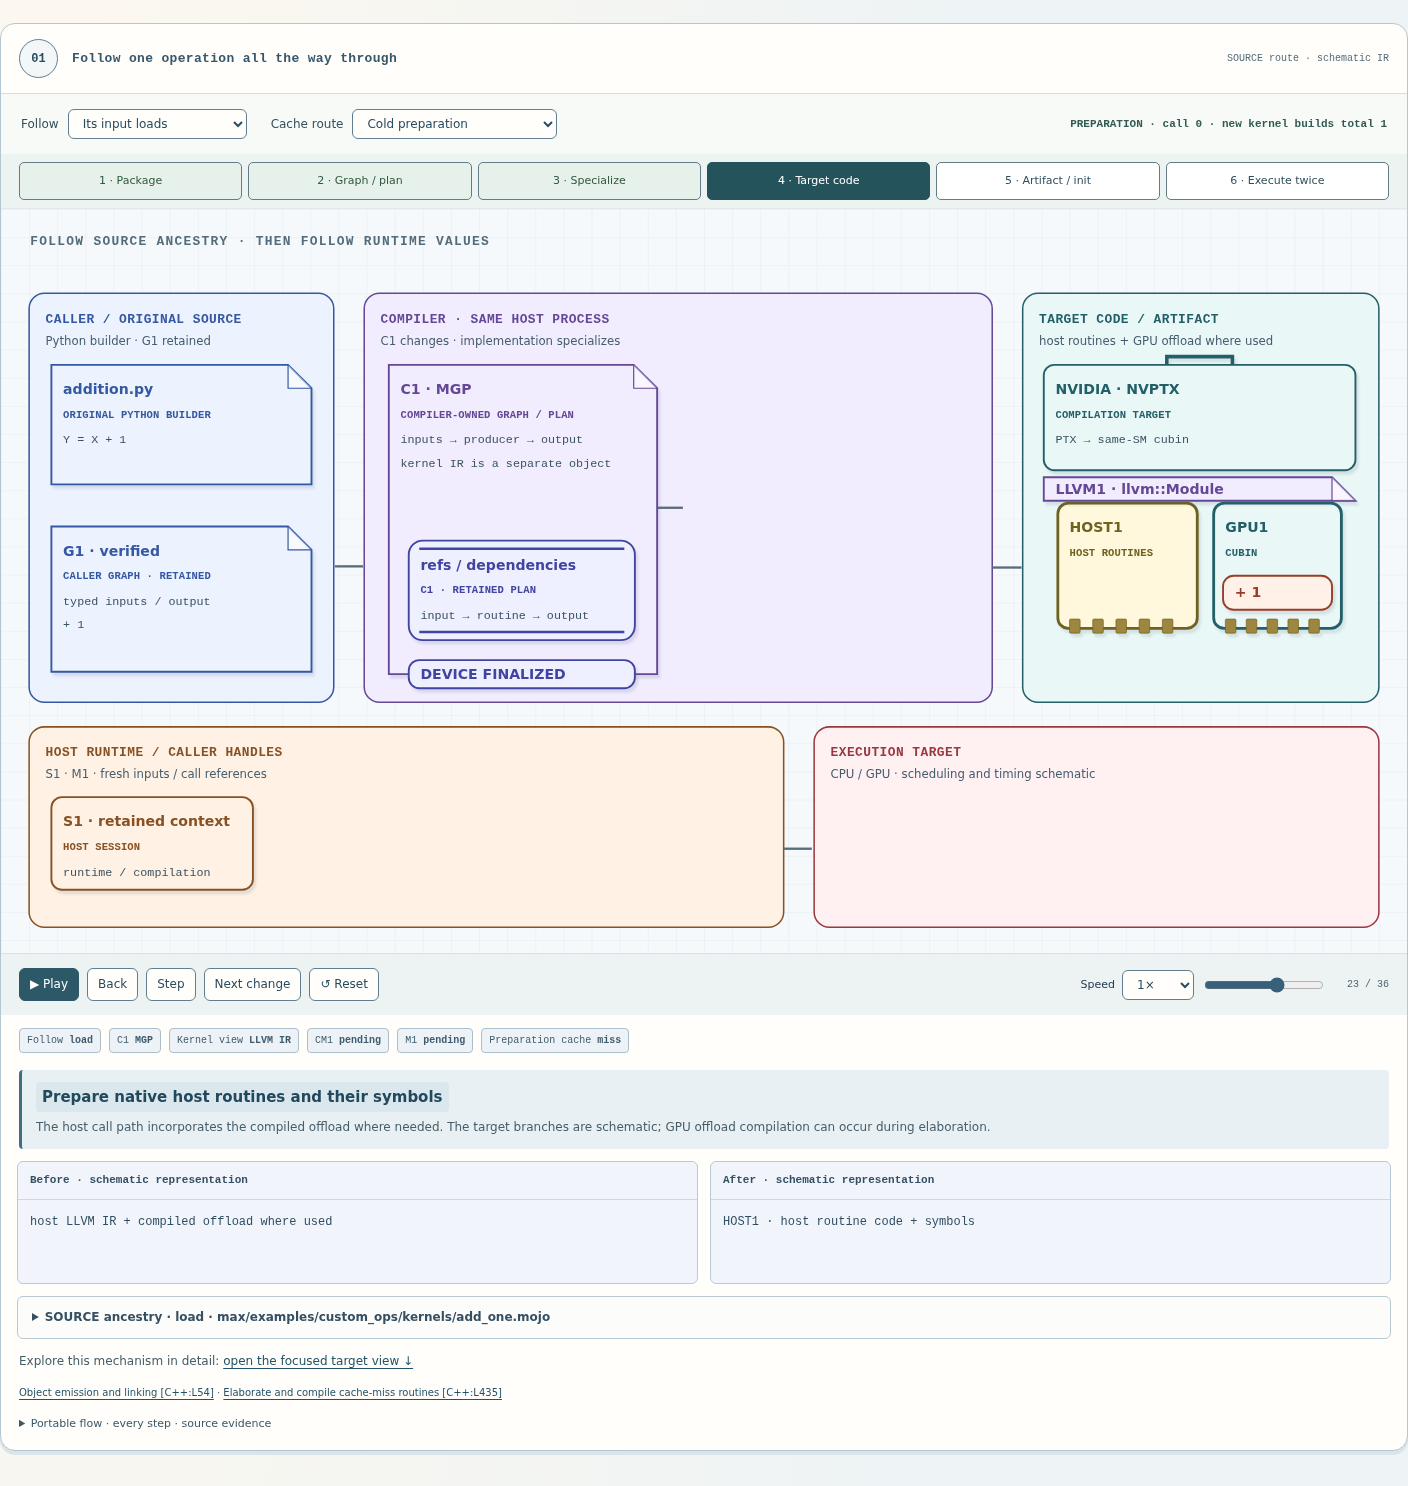 01
Follow one operation all the way through
SOURCE route · schematic IR
Follow
Its input loads
Cache route
Cold preparation
PREPARATION · call 0 · new kernel builds total 1
1 · Package
2 · Graph / plan
3 · Specialize
4 · Target code
5 · Artifact / init
6 · Execute twice
FOLLOW SOURCE ANCESTRY · THEN FOLLOW RUNTIME VALUES
CALLER / ORIGINAL SOURCE
Python builder · G1 retained
addition.py
ORIGINAL PYTHON BUILDER
Y = X + 1
G1 · verified
CALLER GRAPH · RETAINED
typed inputs / output
+ 1
COMPILER · SAME HOST PROCESS
C1 changes · implementation specializes
C1 · MGP
COMPILER-OWNED GRAPH / PLAN
inputs → producer → output
kernel IR is a separate object
refs / dependencies
C1 · RETAINED PLAN
input → routine → output
DEVICE FINALIZED
TARGET CODE / ARTIFACT
host routines + GPU offload where used
NVIDIA · NVPTX
COMPILATION TARGET
PTX → same-SM cubin
LLVM1 · llvm::Module
HOST1
HOST ROUTINES
GPU1
CUBIN
+ 1
HOST RUNTIME / CALLER HANDLES
S1 · M1 · fresh inputs / call references
S1 · retained context
HOST SESSION
runtime / compilation
EXECUTION TARGET
CPU / GPU · scheduling and timing schematic
▶ Play
Back
Step
Next change
↺ Reset
Speed
1×
23 / 36
Follow load
C1 MGP
Kernel view LLVM IR
CM1 pending
M1 pending
Preparation cache miss
Prepare native host routines and their symbols
The host call path incorporates the compiled offload where needed. The target branches are schematic; GPU offload compilation can occur during elaboration.
Before · schematic representation
host LLVM IR + compiled offload where used
After · schematic representation
HOST1 · host routine code + symbols
▶ SOURCE ancestry · load · max/examples/custom_ops/kernels/add_one.mojo
Explore this mechanism in detail: open the focused target view ↓
Object emission and linking [C++:L54] · Elaborate and compile cache-miss routines [C++:L435]
▶ Portable flow · every step · source evidence